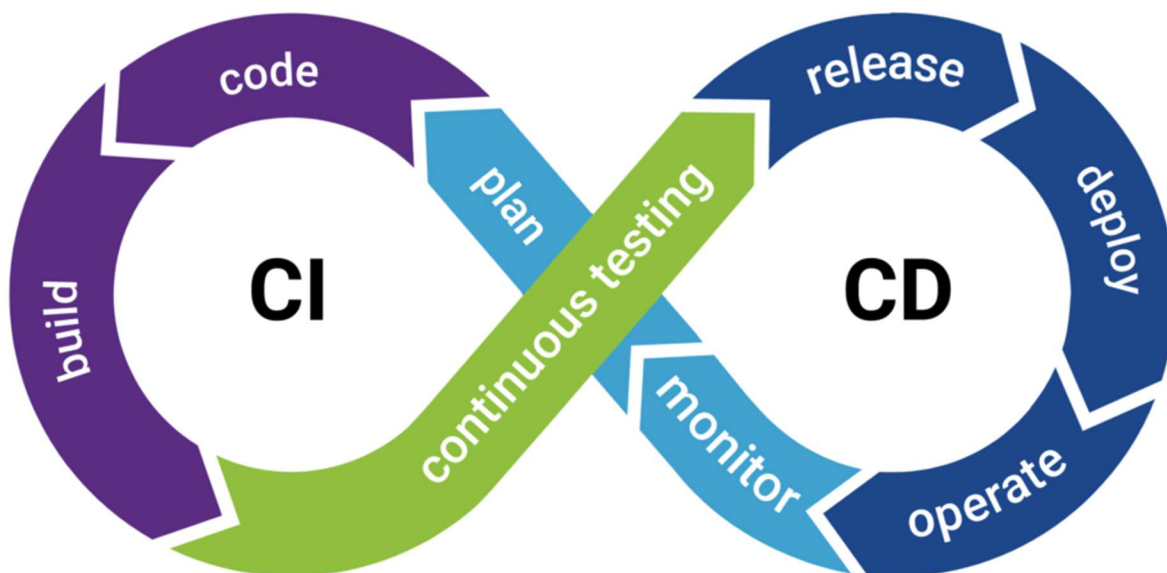 code
release
plan
continuous testing
deploy
build
CI
CD
monitor
operate